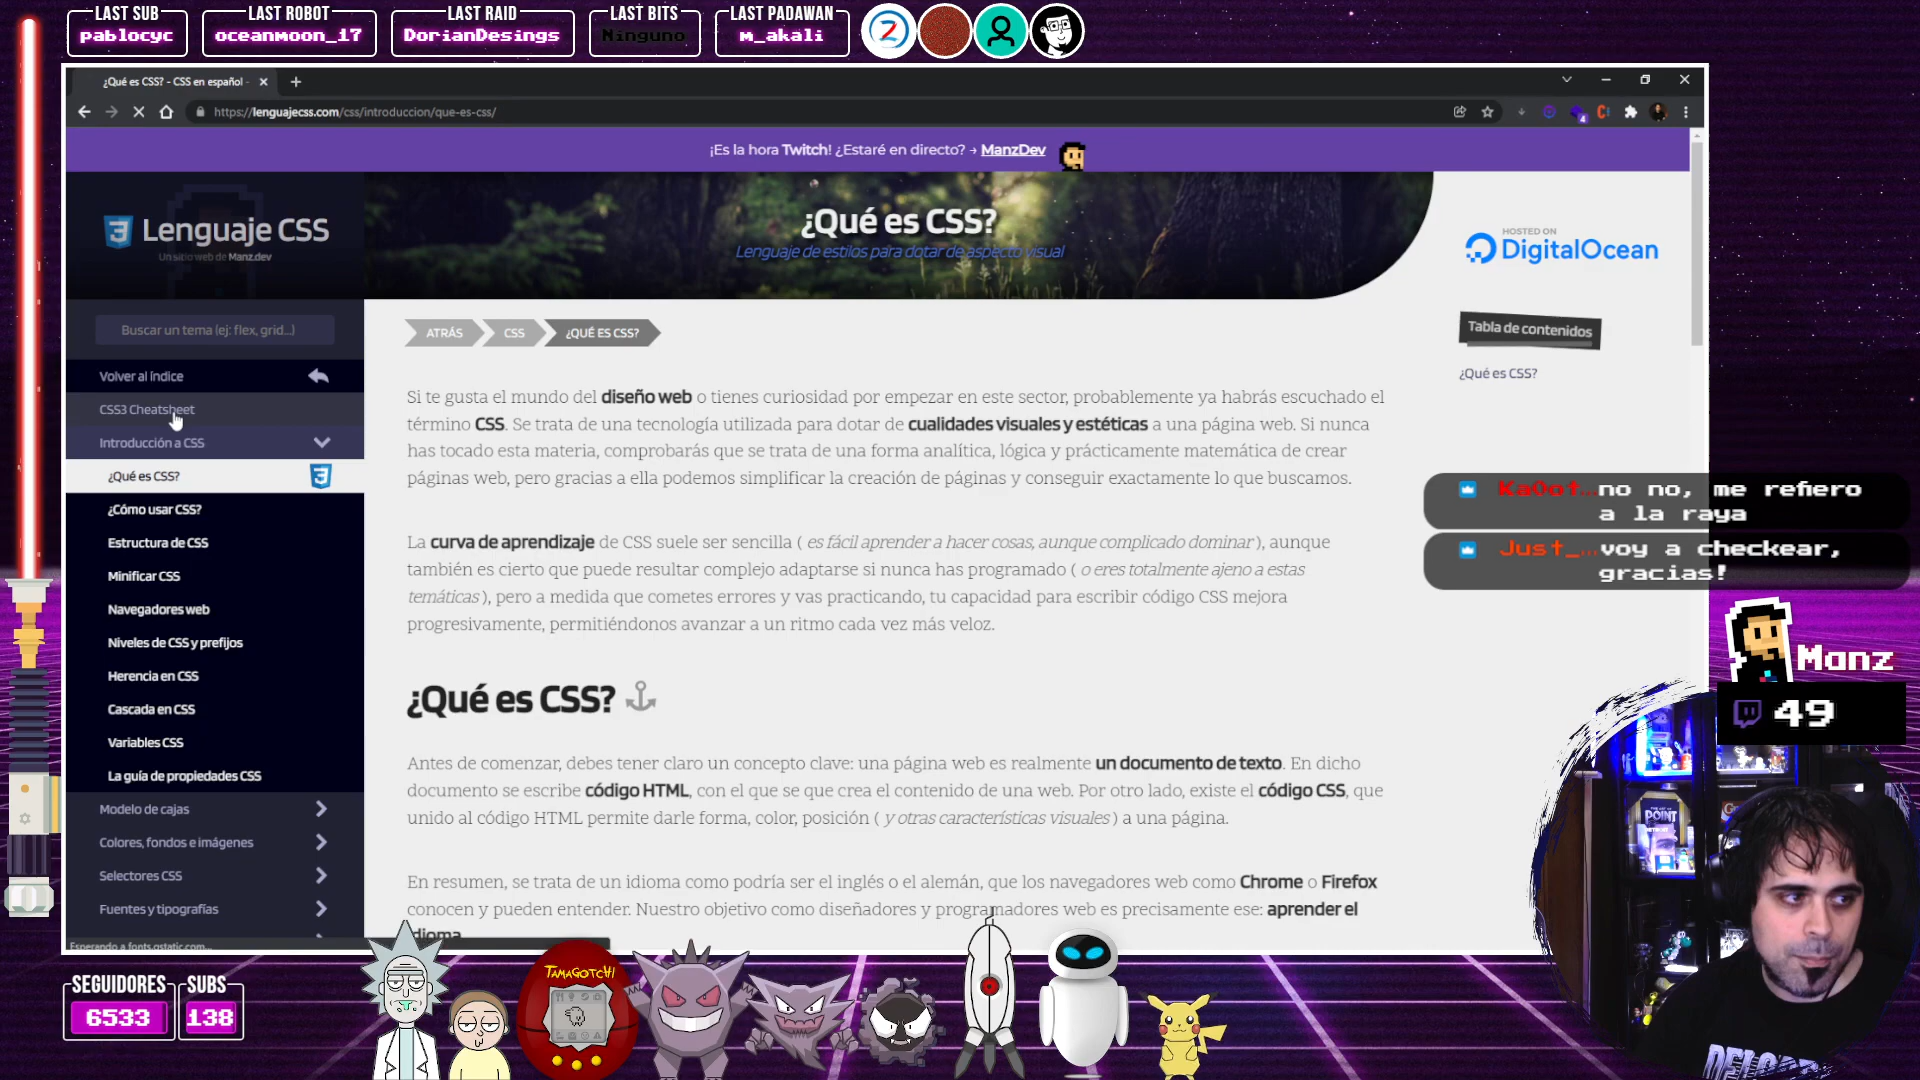 LAST SUB
pablocyc
LAST ROBOT
oceanmoon_17
LAST RAID
DorianDesings
LAST BITS
Ninguno
LAST PADAWAN
m_akali
¿Qué es CSS? - CSS en español -
https://lenguajecss.com/css/introduccion/que-es-css/
4
¡Es la hora Twitch! ¿Estaré en directo? → ManzDev
Lenguaje CSS
Un sitio web de Manz.dev
¿Qué es CSS?
Lenguaje de estilos para dotar de aspecto visual
HOSTED ON
DigitalOcean
Buscar un tema (ej: flex, grid...)
Volver al índice
CSS3 Cheatsheet
Introducción a CSS
¿Qué es CSS?
¿Cómo usar CSS?
Estructura de CSS
Minificar CSS
Navegadores web
Niveles de CSS y prefijos
Herencia en CSS
Cascada en CSS
Variables CSS
La guía de propiedades CSS
Modelo de cajas
Colores, fondos e imágenes
Selectores CSS
Fuentes y tipografías
Esperando a fonts.gstatic.com...
ATRÁS
CSS
¿QUÉ ES CSS?
Si te gusta el mundo del diseño web o tienes curiosidad por empezar en este sector, probablemente ya habrás escuchado el
término CSS. Se trata de una tecnología utilizada para dotar de cualidades visuales y estéticas a una página web. Si nunca
has tocado esta materia, comprobarás que se trata de una forma analítica, lógica y prácticamente matemática de crear
páginas web, pero gracias a ella podemos simplificar la creación de páginas y conseguir exactamente lo que buscamos.
La curva de aprendizaje de CSS suele ser sencilla ( es fácil aprender a hacer cosas, aunque complicado dominar ), aunque
también es cierto que puede resultar complejo adaptarse si nunca has programado ( o eres totalmente ajeno a estas
temáticas ), pero a medida que cometes errores y vas practicando, tu capacidad para escribir código CSS mejora
progresivamente, permitiéndonos avanzar a un ritmo cada vez más veloz.
¿Qué es CSS?
Antes de comenzar, debes tener claro un concepto clave: una página web es realmente un documento de texto. En dicho
documento se escribe código HTML, con el que se que crea el contenido de una web. Por otro lado, existe el código CSS, que
unido al código HTML permite darle forma, color, posición ( y otras características visuales ) a una página.
En resumen, se trata de un idioma como podría ser el inglés o el alemán, que los navegadores web como Chrome o Firefox
conocen y pueden entender. Nuestro objetivo como diseñadores y programadores web es precisamente ese: aprender el
idioma
Tabla de contenidos
¿Qué es CSS?
Ka0ot...no no, me refiero
a la raya
Just_...voy a checkear,
gracias!
Manz
49
POINT
SEGUIDORES
6533
SUBS
138
TAMAGOTCHI